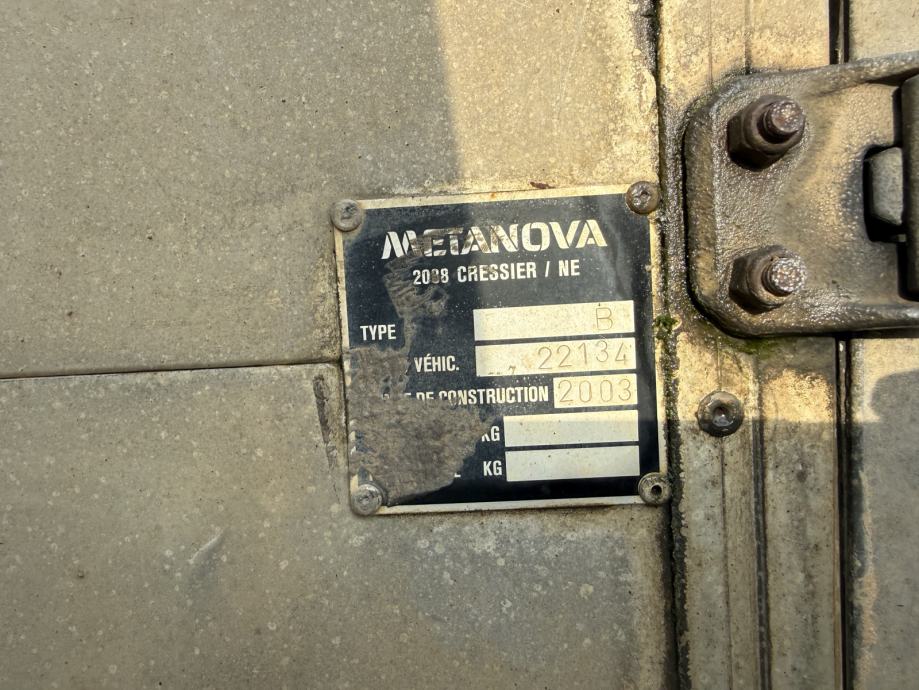 METANOVA
2088 CRESSIER / NE
TYPE B
VÉHIC. 22134
DE CONSTRUCTION 2003
KG
KG